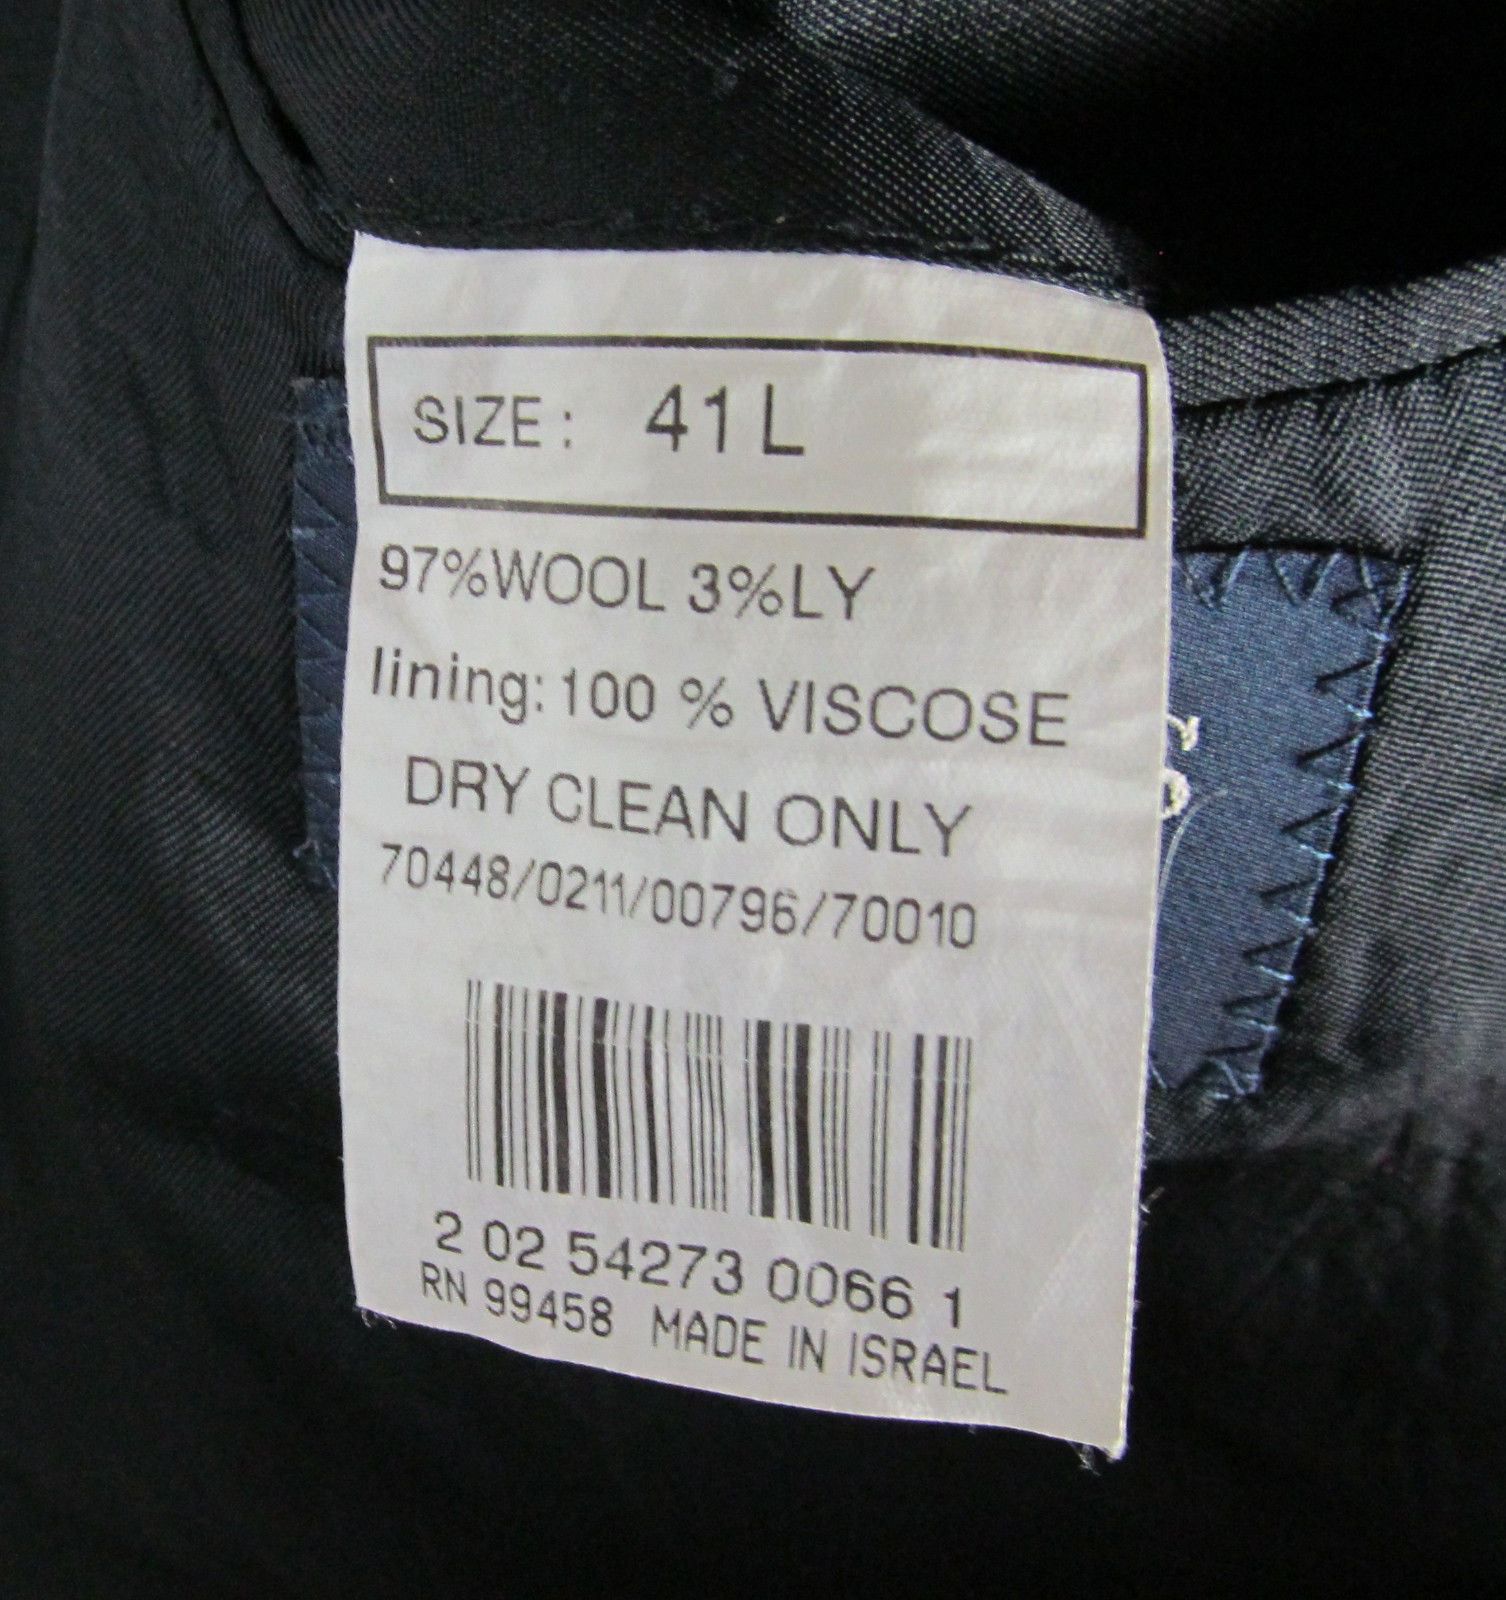 SIZE: 41 L
97%WOOL 3%LY
lining: 100 % VISCOSE
DRY CLEAN ONLY
70448/0211/00796/70010
2 02 54273 0066 1
RN 99458 MADE IN ISRAEL